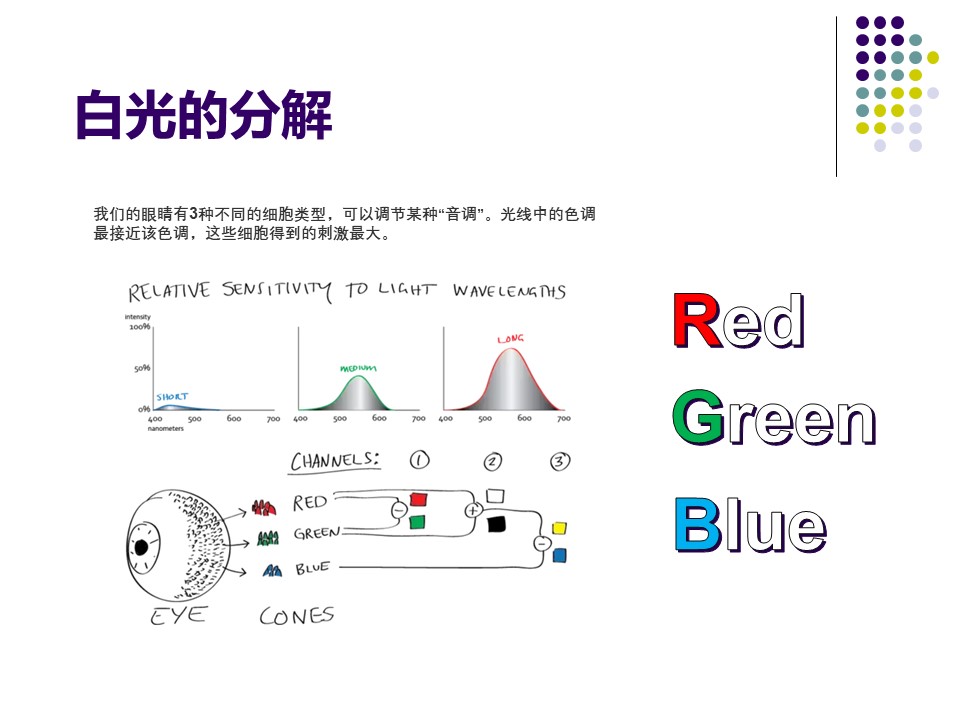 白光的分解
我们的眼睛有3种不同的细胞类型，可以调节某种“音调”。光线中的色调
最接近该色调，这些细胞得到的刺激最大。
RELATIVE SENSITIVITY TO LIGHT WAVELENGTHS
intensity
100%
50%
0%
SHORT
400 500 600 700
nanometers
MEDIUM
400 500 600 700
LONG
400 500 600 700
CHANNELS: 1 2 3
RED
GREEN
BLUE
− + −
EYE CONES
Red
Green
Blue